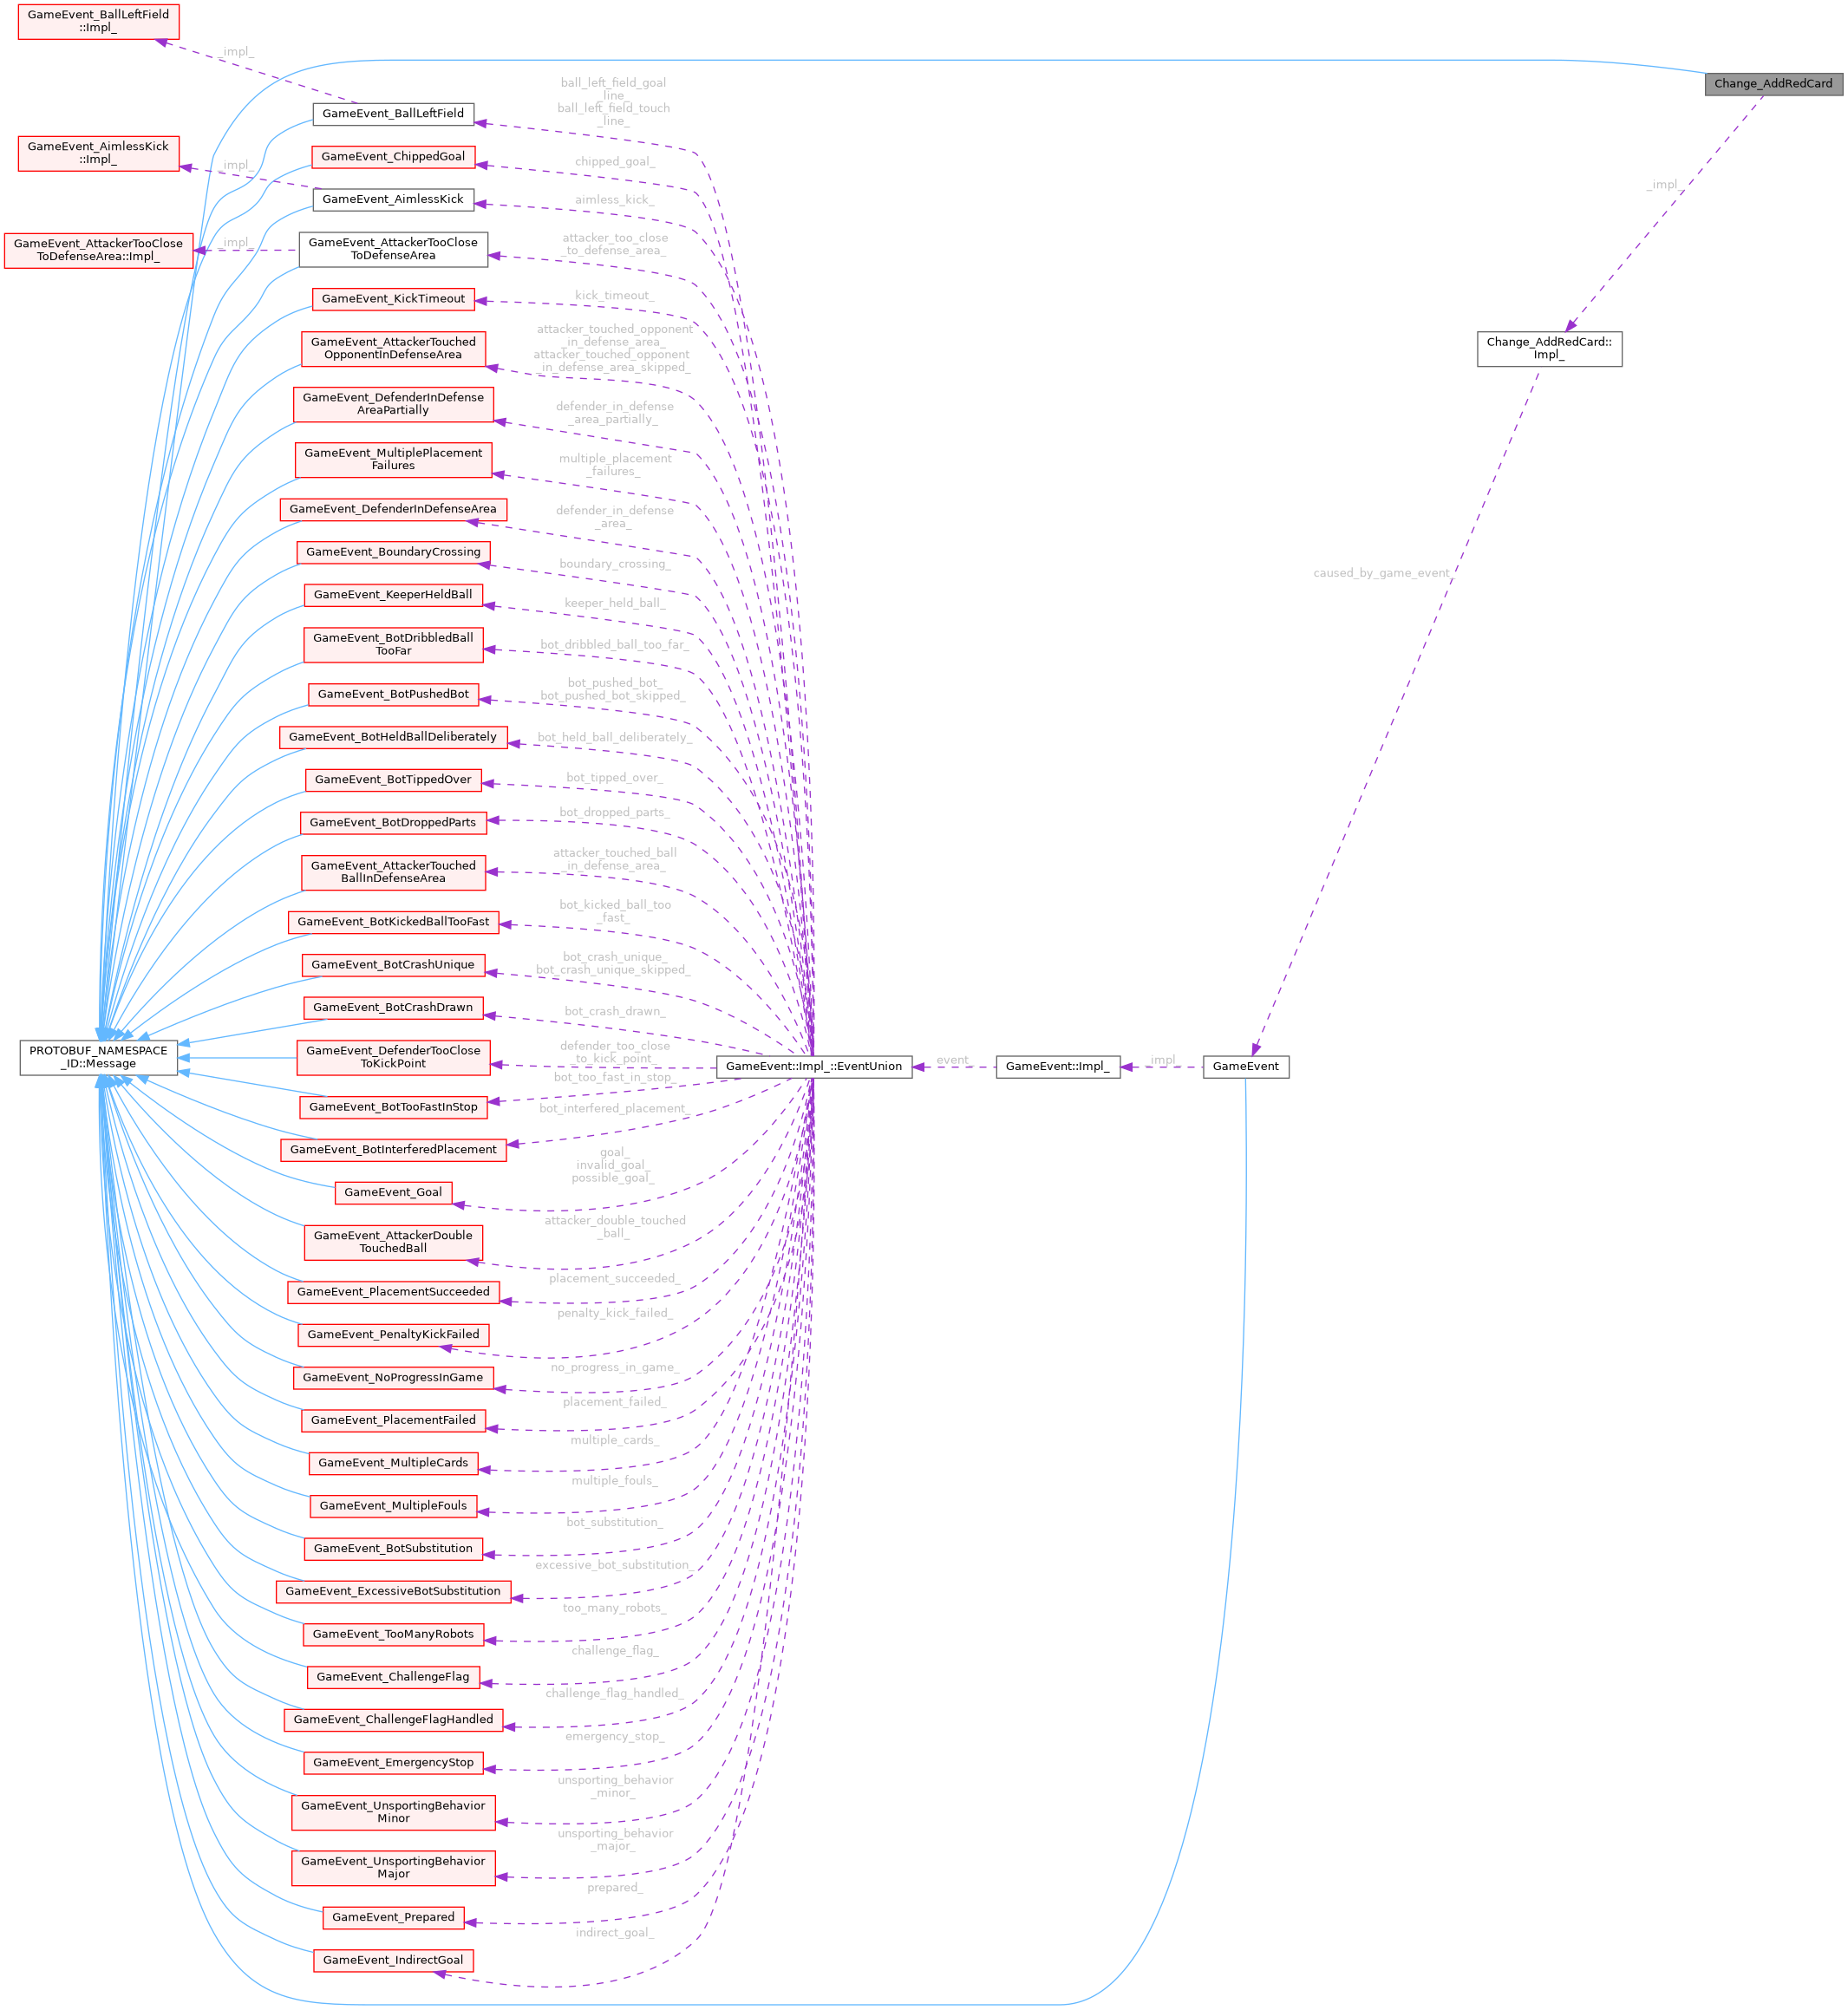 GameEvent_BallLeftField
::Impl_
_impl_
Change_AddRedCard
ball_left_field_goal
_line_
ball_left_field_touch
_line_
GameEvent_BallLeftField
GameEvent_AimlessKick
::Impl_
_impl_
GameEvent_ChippedGoal
chipped_goal_
_impl_
GameEvent_AimlessKick
aimless_kick_
GameEvent_AttackerTooClose
ToDefenseArea::Impl_
_impl_
GameEvent_AttackerTooClose
ToDefenseArea
attacker_too_close
_to_defense_area_
GameEvent_KickTimeout
kick_timeout_
GameEvent_AttackerTouched
OpponentInDefenseArea
attacker_touched_opponent
_in_defense_area_
attacker_touched_opponent
_in_defense_area_skipped_
Change_AddRedCard::
Impl_
GameEvent_DefenderInDefense
AreaPartially
defender_in_defense
_area_partially_
GameEvent_MultiplePlacement
Failures
multiple_placement
_failures_
GameEvent_DefenderInDefenseArea
defender_in_defense
_area_
GameEvent_BoundaryCrossing
boundary_crossing_
caused_by_game_event_
GameEvent_KeeperHeldBall
keeper_held_ball_
GameEvent_BotDribbledBall
TooFar
bot_dribbled_ball_too_far_
GameEvent_BotPushedBot
bot_pushed_bot_
bot_pushed_bot_skipped_
GameEvent_BotHeldBallDeliberately
bot_held_ball_deliberately_
GameEvent_BotTippedOver
bot_tipped_over_
GameEvent_BotDroppedParts
bot_dropped_parts_
GameEvent_AttackerTouched
BallInDefenseArea
attacker_touched_ball
_in_defense_area_
GameEvent_BotKickedBallTooFast
bot_kicked_ball_too
_fast_
GameEvent_BotCrashUnique
bot_crash_unique_
bot_crash_unique_skipped_
GameEvent_BotCrashDrawn
bot_crash_drawn_
PROTOBUF_NAMESPACE
_ID::Message
GameEvent_DefenderTooClose
ToKickPoint
defender_too_close
_to_kick_point_
GameEvent::Impl_::EventUnion
event_
GameEvent::Impl_
_impl_
GameEvent
GameEvent_BotTooFastInStop
bot_too_fast_in_stop_
GameEvent_BotInterferedPlacement
bot_interfered_placement_
GameEvent_Goal
goal_
invalid_goal_
possible_goal_
GameEvent_AttackerDouble
TouchedBall
attacker_double_touched
_ball_
GameEvent_PlacementSucceeded
placement_succeeded_
GameEvent_PenaltyKickFailed
penalty_kick_failed_
GameEvent_NoProgressInGame
no_progress_in_game_
GameEvent_PlacementFailed
placement_failed_
GameEvent_MultipleCards
multiple_cards_
GameEvent_MultipleFouls
multiple_fouls_
GameEvent_BotSubstitution
bot_substitution_
GameEvent_ExcessiveBotSubstitution
excessive_bot_substitution_
GameEvent_TooManyRobots
too_many_robots_
GameEvent_ChallengeFlag
challenge_flag_
GameEvent_ChallengeFlagHandled
challenge_flag_handled_
GameEvent_EmergencyStop
emergency_stop_
GameEvent_UnsportingBehavior
Minor
unsporting_behavior
_minor_
GameEvent_UnsportingBehavior
Major
unsporting_behavior
_major_
GameEvent_Prepared
prepared_
GameEvent_IndirectGoal
indirect_goal_